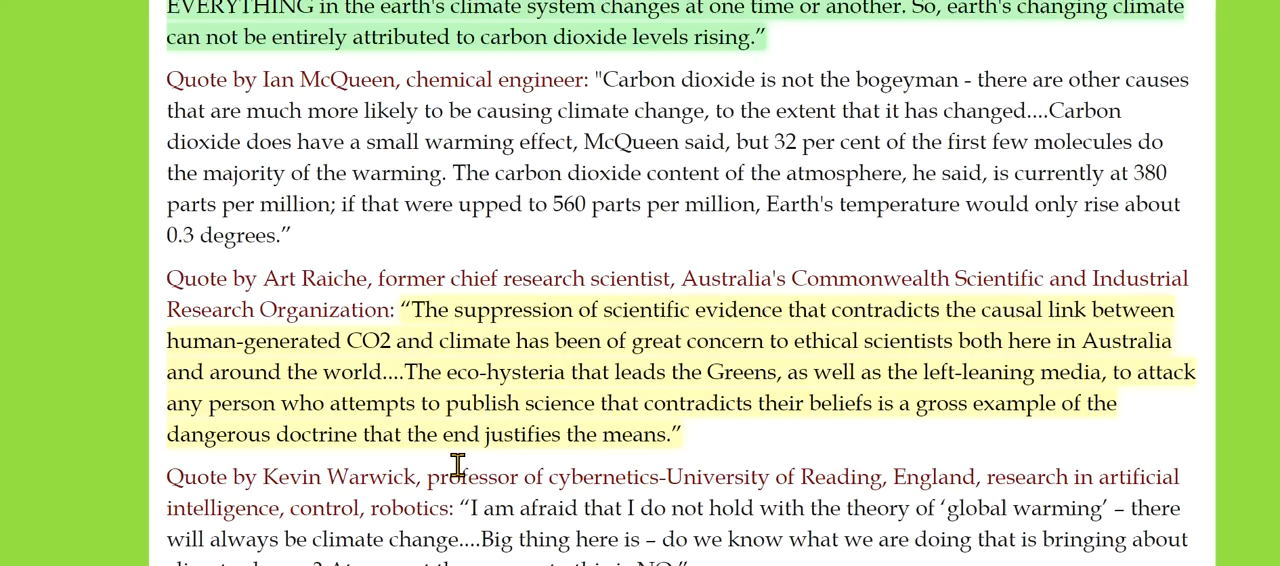 EVERYTHING in the earth's climate system changes at one time or another. So, earth's changing climate
can not be entirely attributed to carbon dioxide levels rising.”
Quote by Ian McQueen, chemical engineer: "Carbon dioxide is not the bogeyman - there are other causes
that are much more likely to be causing climate change, to the extent that it has changed....Carbon
dioxide does have a small warming effect, McQueen said, but 32 per cent of the first few molecules do
the majority of the warming. The carbon dioxide content of the atmosphere, he said, is currently at 380
parts per million; if that were upped to 560 parts per million, Earth's temperature would only rise about
0.3 degrees.”
Quote by Art Raiche, former chief research scientist, Australia's Commonwealth Scientific and Industrial
Research Organization: “The suppression of scientific evidence that contradicts the causal link between
human-generated CO2 and climate has been of great concern to ethical scientists both here in Australia
and around the world....The eco-hysteria that leads the Greens, as well as the left-leaning media, to attack
any person who attempts to publish science that contradicts their beliefs is a gross example of the
dangerous doctrine that the end justifies the means.”
Quote by Kevin Warwick, professor of cybernetics-University of Reading, England, research in artificial
intelligence, control, robotics: “I am afraid that I do not hold with the theory of ‘global warming’ – there
will always be climate change....Big thing here is – do we know what we are doing that is bringing about